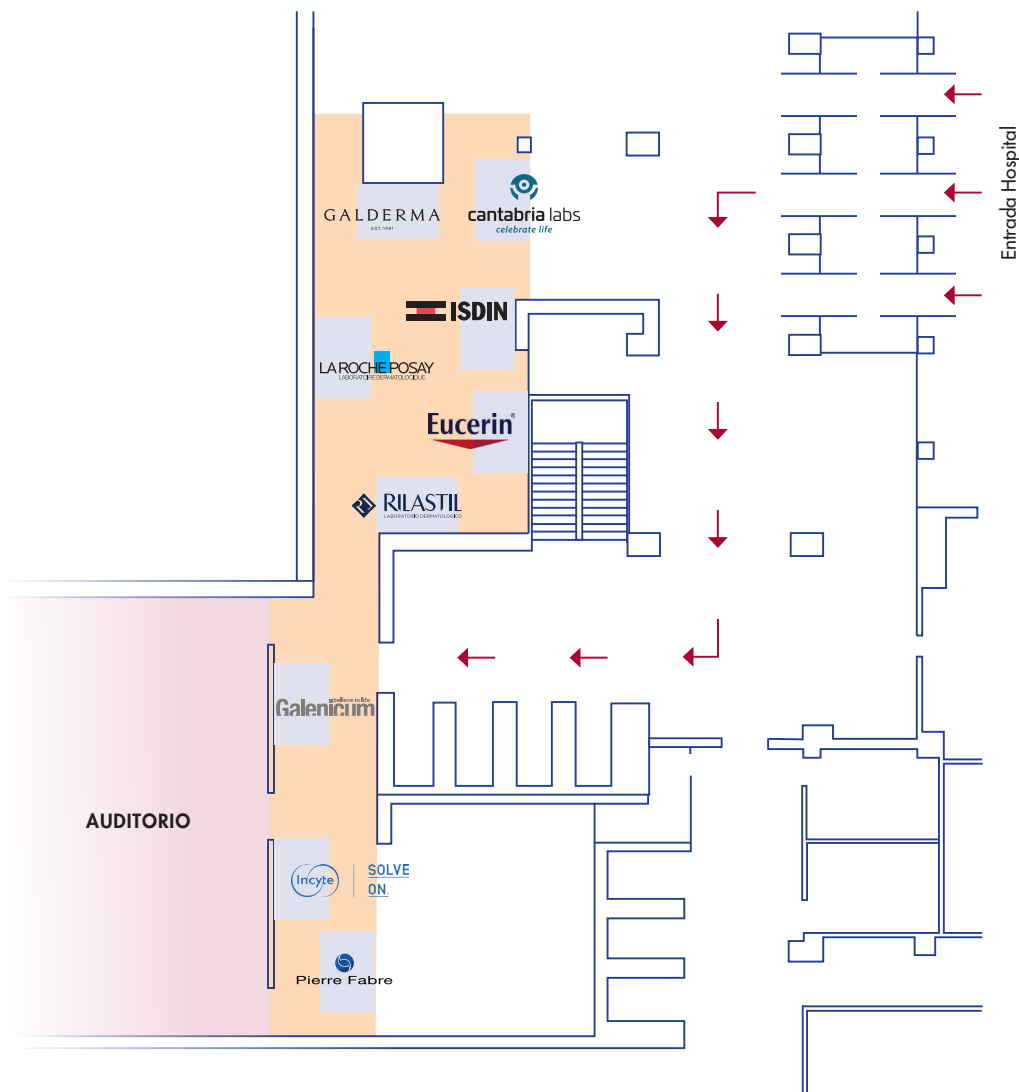 Entrada Hospital
GALDERMA
EST. 1981
cantabria labs
celebrate life
ISDIN
LA ROCHE POSAY
LABORATOIRE DERMATOLOGIQUE
Eucerin®
RILASTIL
LABORATORIO DERMATOLOGICO
believe in life
Galenicum
AUDITORIO
Incyte
SOLVE
ON.
Pierre Fabre